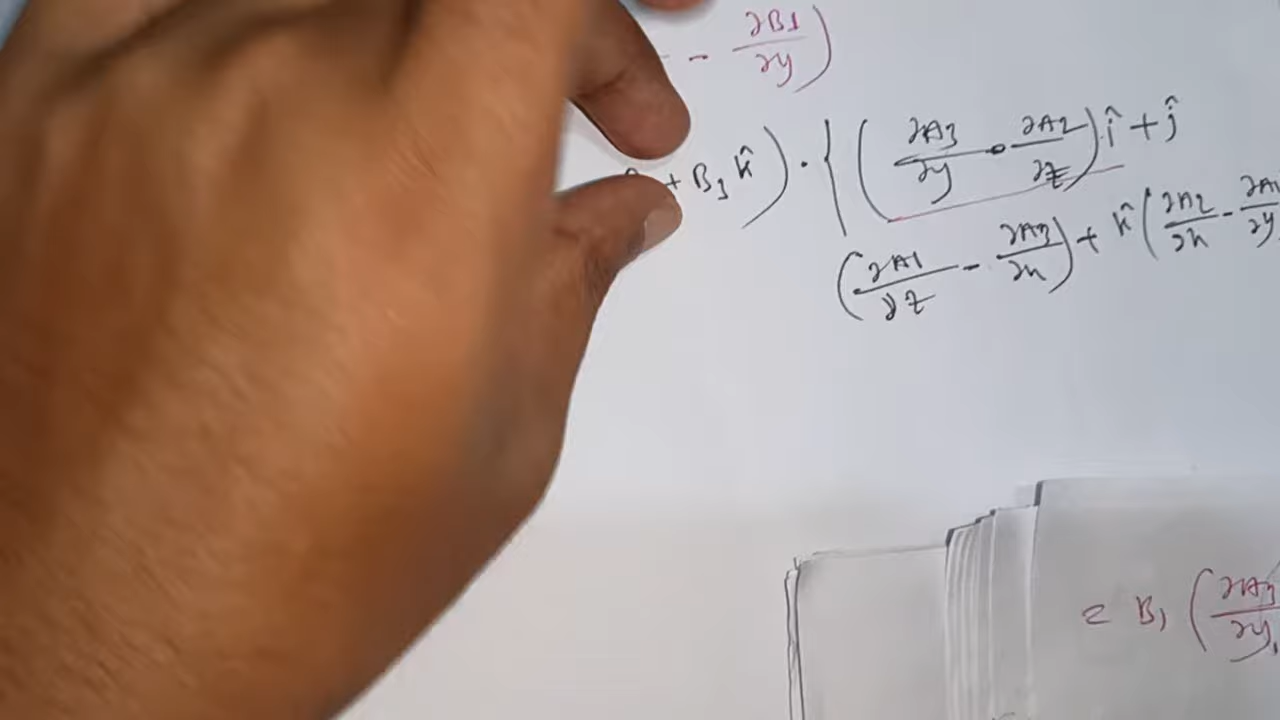 - ∂B1/∂y)
+ B3 k̂) · { (∂A3/∂y - ∂A2/∂z) î + ĵ
(∂A1/∂z - ∂A3/∂x) + k̂ (∂A2/∂x - ∂A1/∂y
= B1 (∂A3/∂y